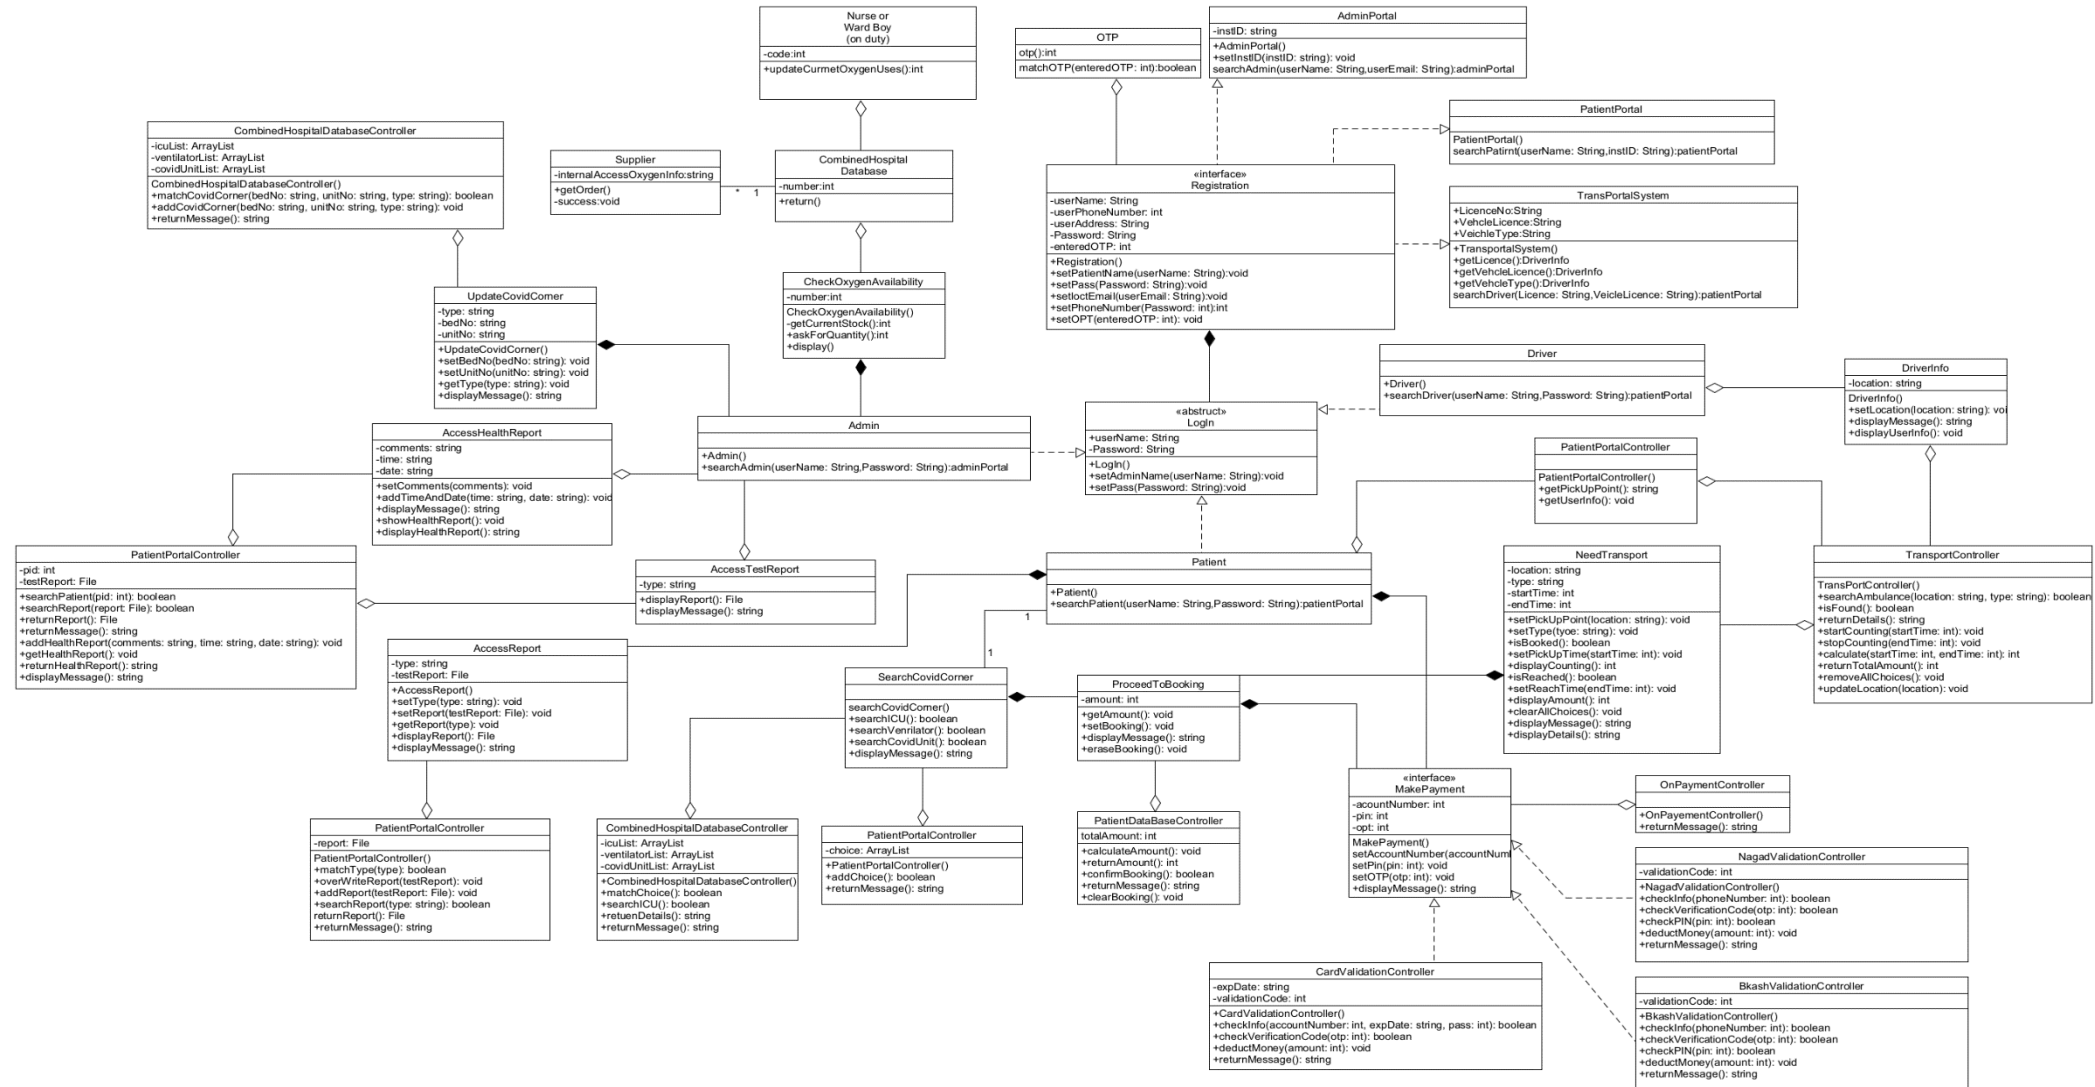 Nurse or
Ward Boy
(on duty)
-code:int
+updateCurmetOxygenUses():int
OTP
otp():int
matchOTP(enteredOTP: int):boolean
AdminPortal
-instID: string
+AdminPortal()
+setInstID(instID: string): void
searchAdmin(userName: String,userEmail: String):adminPortal
PatientPortal
PatientPortal()
searchPatirnt(userName: String,instID: String):patientPortal
CombinedHospitalDatabaseController
-icuList: ArrayList
-ventilatorList: ArrayList
-covidUnitList: ArrayList
CombinedHospitalDatabaseController()
+matchCovidCorner(bedNo: string, unitNo: string, type: string): boolean
+addCovidCorner(bedNo: string, unitNo: string, type: string): void
+returnMessage(): string
Supplier
-internalAccessOxygenInfo:string
+getOrder()
-success:void
* 1
CombinedHospital
Database
-number:int
+return()
«interface»
Registration
-userName: String
-userPhoneNumber: int
-userAddress: String
-Password: String
-enteredOTP: int
+Registration()
+setPatientName(userName: String):void
+setPass(Password: String):void
+setloctEmail(userEmail: String):void
+setPhoneNumber(Password: int):int
+setOPT(enteredOTP: int): void
TransPortalSystem
+LicenceNo:String
+VehcleLicence:String
+VeichleType:String
+TransportalSystem()
+getLicence():DriverInfo
+getVehcleLicence():DriverInfo
+getVehcleType():DriverInfo
searchDriver(Licence: String,VeicleLicence: String):patientPortal
CheckOxygenAvailability
-number:int
CheckOxygenAvailability()
-getCurrentStock():int
+askForQuantity():int
+display()
UpdateCovidCorner
-type: string
-bedNo: string
-unitNo: string
+UpdateCovidCorner()
+setBedNo(bedNo: string): void
+setUnitNo(unitNo: string): void
+getType(type: string): void
+displayMessage(): string
Driver
+Driver()
+searchDriver(userName: String,Password: String):patientPortal
DriverInfo
-location: string
DriverInfo()
+setLocation(location: string): voi
+displayMessage(): string
+displayUserInfo(): void
«abstruct»
LogIn
+userName: String
-Password: String
+LogIn()
+setAdminName(userName: String):void
+setPass(Password: String):void
Admin
+Admin()
+searchAdmin(userName: String,Password: String):adminPortal
AccessHealthReport
-comments: string
-time: string
-date: string
+setComments(comments): void
+addTimeAndDate(time: string, date: string): void
+displayMessage(): string
+showHealthReport(): void
+displayHealthReport(): string
PatientPortalController
PatientPortalController()
+getPickUpPoint(): string
+getUserInfo(): void
PatientPortalController
-pid: int
-testReport: File
+searchPatient(pid: int): boolean
+searchReport(report: File): boolean
+returnReport(): File
+returnMessage(): string
+addHealthReport(comments: string, time: string, date: string): void
+getHealthReport(): void
+returnHealthReport(): string
+displayMessage(): string
AccessTestReport
-type: string
+displayReport(): File
+displayMessage(): string
Patient
+Patient()
+searchPatient(userName: String,Password: String):patientPortal
1
1
NeedTransport
-location: string
-type: string
-startTime: int
-endTime: int
+setPickUpPoint(location: string): void
+setType(tyoe: string): void
+isBooked(): boolean
+setPickUpTime(startTime: int): void
+displayCounting(): int
+isReached(): boolean
+setReachTime(endTime: int): void
+displayAmount(): int
+clearAllChoices(): void
+displayMessage(): string
+displayDetails(): string
TransportController
TransPortController()
+searchAmbulance(location: string, type: string): boolean
+isFound(): boolean
+returnDetails(): string
+startCounting(startTime: int): void
+stopCounting(endTime: int): void
+calculate(startTime: int, endTime: int): int
+returnTotalAmount(): int
+removeAllChoices(): void
+updateLocation(location): void
AccessReport
-type: string
-testReport: File
+AccessReport()
+setType(type: string): void
+setReport(testReport: File): void
+getReport(type): void
+displayReport(): File
+displayMessage(): string
SearchCovidCorner
searchCovidCorner()
+searchICU(): boolean
+searchVenrilator(): boolean
+searchCovidUnit(): boolean
+displayMessage(): string
ProceedToBooking
-amount: int
+getAmount(): void
+setBooking(): void
+displayMessage(): string
+eraseBooking(): void
«interface»
MakePayment
-acountNumber: int
-pin: int
-opt: int
MakePayment()
setAccountNumber(accountNuml
setPin(pin: int): void
setOTP(otp: int): void
+displayMessage(): string
OnPaymentController
+OnPayementController()
+returnMessage(): string
PatientPortalController
-report: File
PatientPortalController()
+matchType(type): boolean
+overWriteReport(testReport): void
+addReport(testReport: File): void
+searchReport(type: string): boolean
returnReport(): File
+returnMessage(): string
CombinedHospitalDatabaseController
-icuList: ArrayList
-ventilatorList: ArrayList
-covidUnitList: ArrayList
+CombinedHospitalDatabaseController()
+matchChoice(): boolean
+searchICU(): boolean
+retuenDetails(): string
+returnMessage(): string
PatientPortalController
-choice: ArrayList
+PatientPortalController()
+addChoice(): boolean
+returnMessage(): string
PatientDataBaseController
totalAmount: int
+calculateAmount(): void
+returnAmount(): int
+confirmBooking(): boolean
+returnMessage(): string
+clearBooking(): void
NagadValidationController
-validationCode: int
+NagadValidationController()
+checkInfo(phoneNumber: int): boolean
+checkVerificationCode(otp: int): boolean
+checkPIN(pin: int): boolean
+deductMoney(amount: int): void
+returnMessage(): string
CardValidationController
-expDate: string
-validationCode: int
+CardValidationController()
+checkInfo(accountNumber: int, expDate: string, pass: int): boolean
+checkVerificationCode(otp: int): boolean
+deductMoney(amount: int): void
+returnMessage(): string
BkashValidationController
-validationCode: int
+BkashValidationController()
+checkInfo(phoneNumber: int): boolean
+checkVerificationCode(otp: int): boolean
+checkPIN(pin: int): boolean
+deductMoney(amount: int): void
+returnMessage(): string